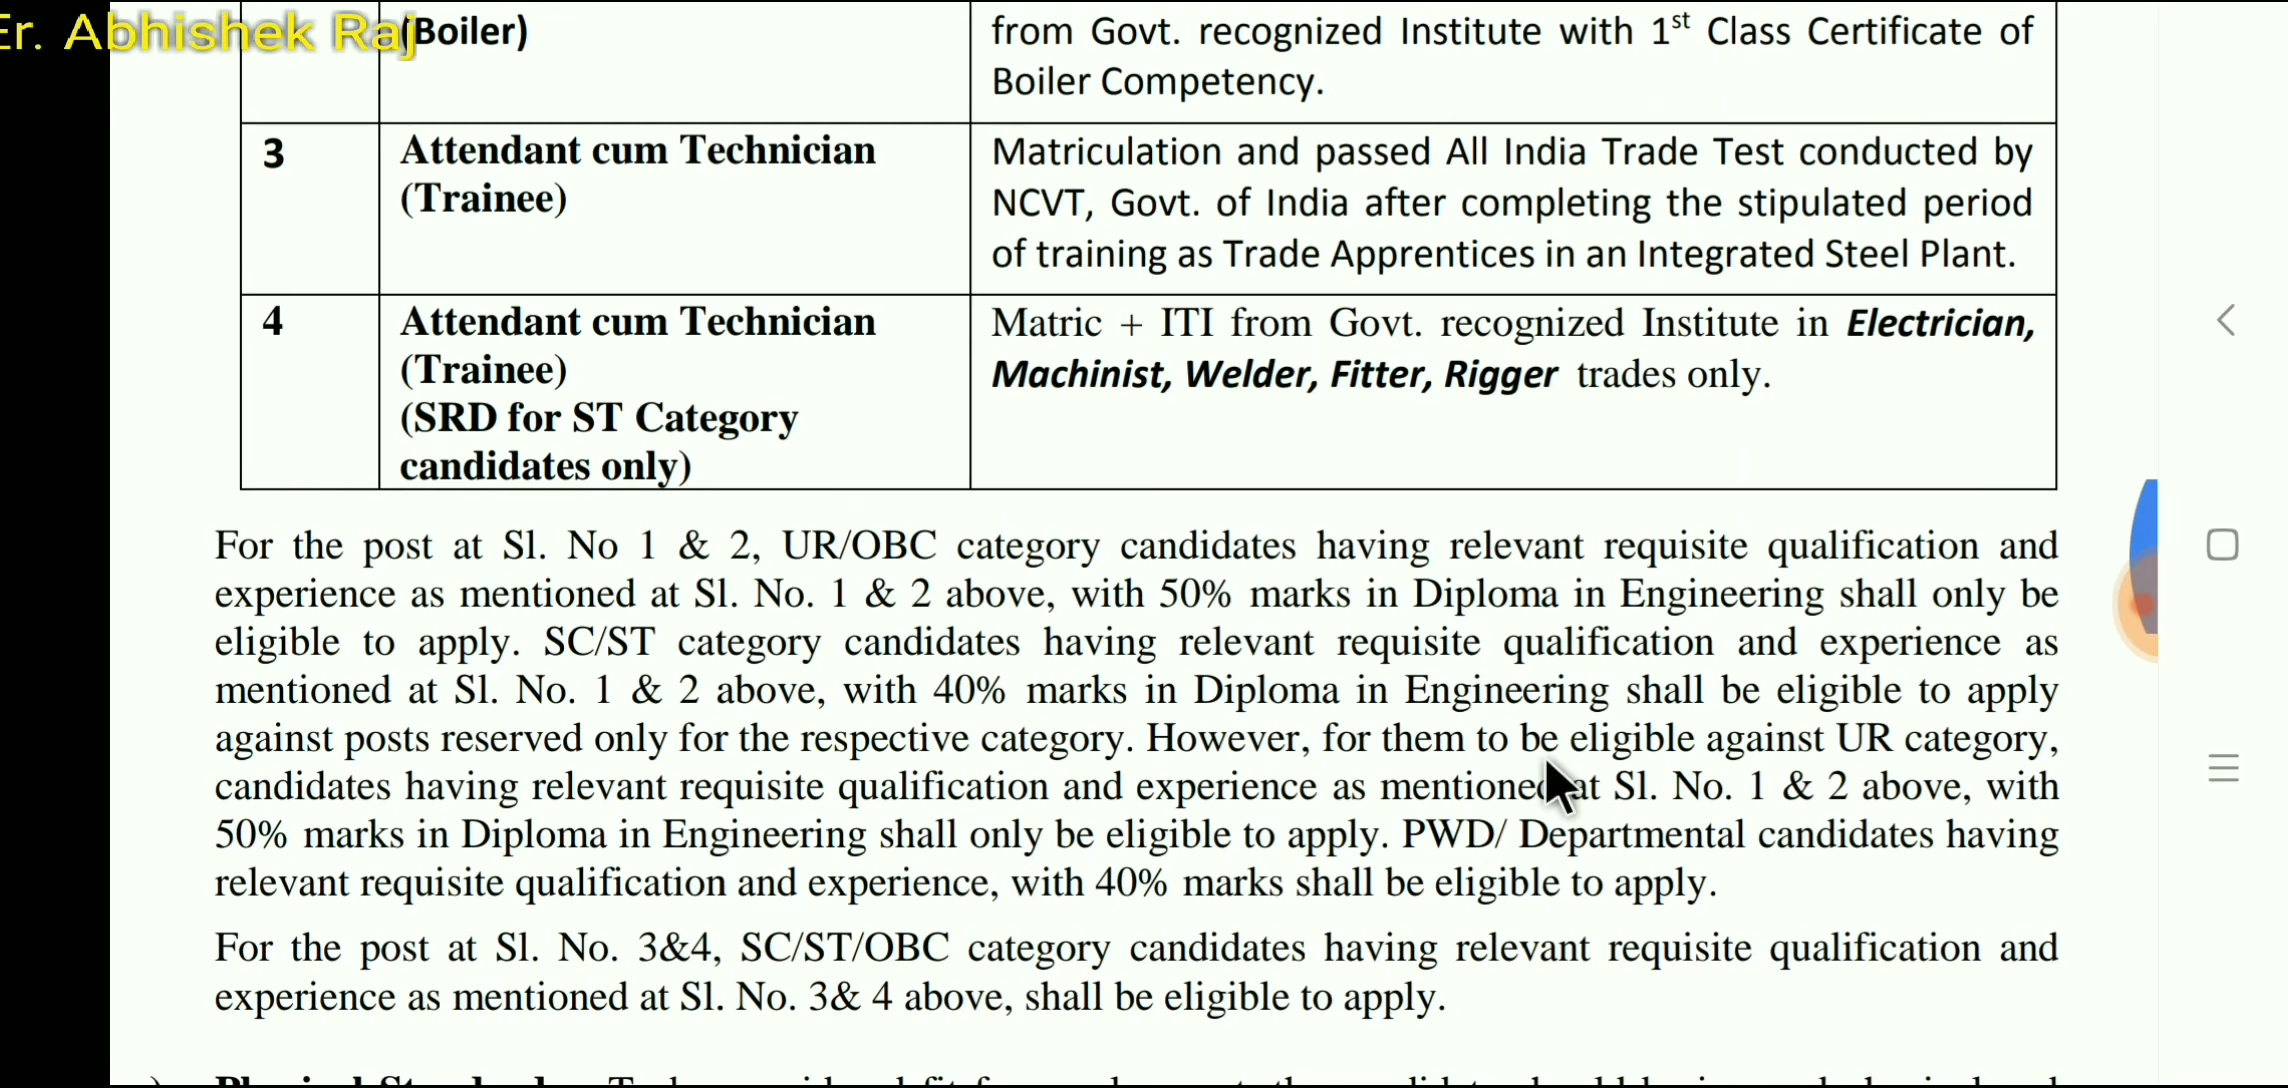 Er. Abhishek Raj
(Boiler)
from Govt. recognized Institute with 1st Class Certificate of
Boiler Competency.
3
Attendant cum Technician
(Trainee)
Matriculation and passed All India Trade Test conducted by
NCVT, Govt. of India after completing the stipulated period
of training as Trade Apprentices in an Integrated Steel Plant.
4
Attendant cum Technician
(Trainee)
(SRD for ST Category
candidates only)
Matric + ITI from Govt. recognized Institute in Electrician,
Machinist, Welder, Fitter, Rigger trades only.
For the post at Sl. No 1 & 2, UR/OBC category candidates having relevant requisite qualification and
experience as mentioned at Sl. No. 1 & 2 above, with 50% marks in Diploma in Engineering shall only be
eligible to apply. SC/ST category candidates having relevant requisite qualification and experience as
mentioned at Sl. No. 1 & 2 above, with 40% marks in Diploma in Engineering shall be eligible to apply
against posts reserved only for the respective category. However, for them to be eligible against UR category,
candidates having relevant requisite qualification and experience as mentioned at Sl. No. 1 & 2 above, with
50% marks in Diploma in Engineering shall only be eligible to apply. PWD/ Departmental candidates having
relevant requisite qualification and experience, with 40% marks shall be eligible to apply.
For the post at Sl. No. 3&4, SC/ST/OBC category candidates having relevant requisite qualification and
experience as mentioned at Sl. No. 3& 4 above, shall be eligible to apply.